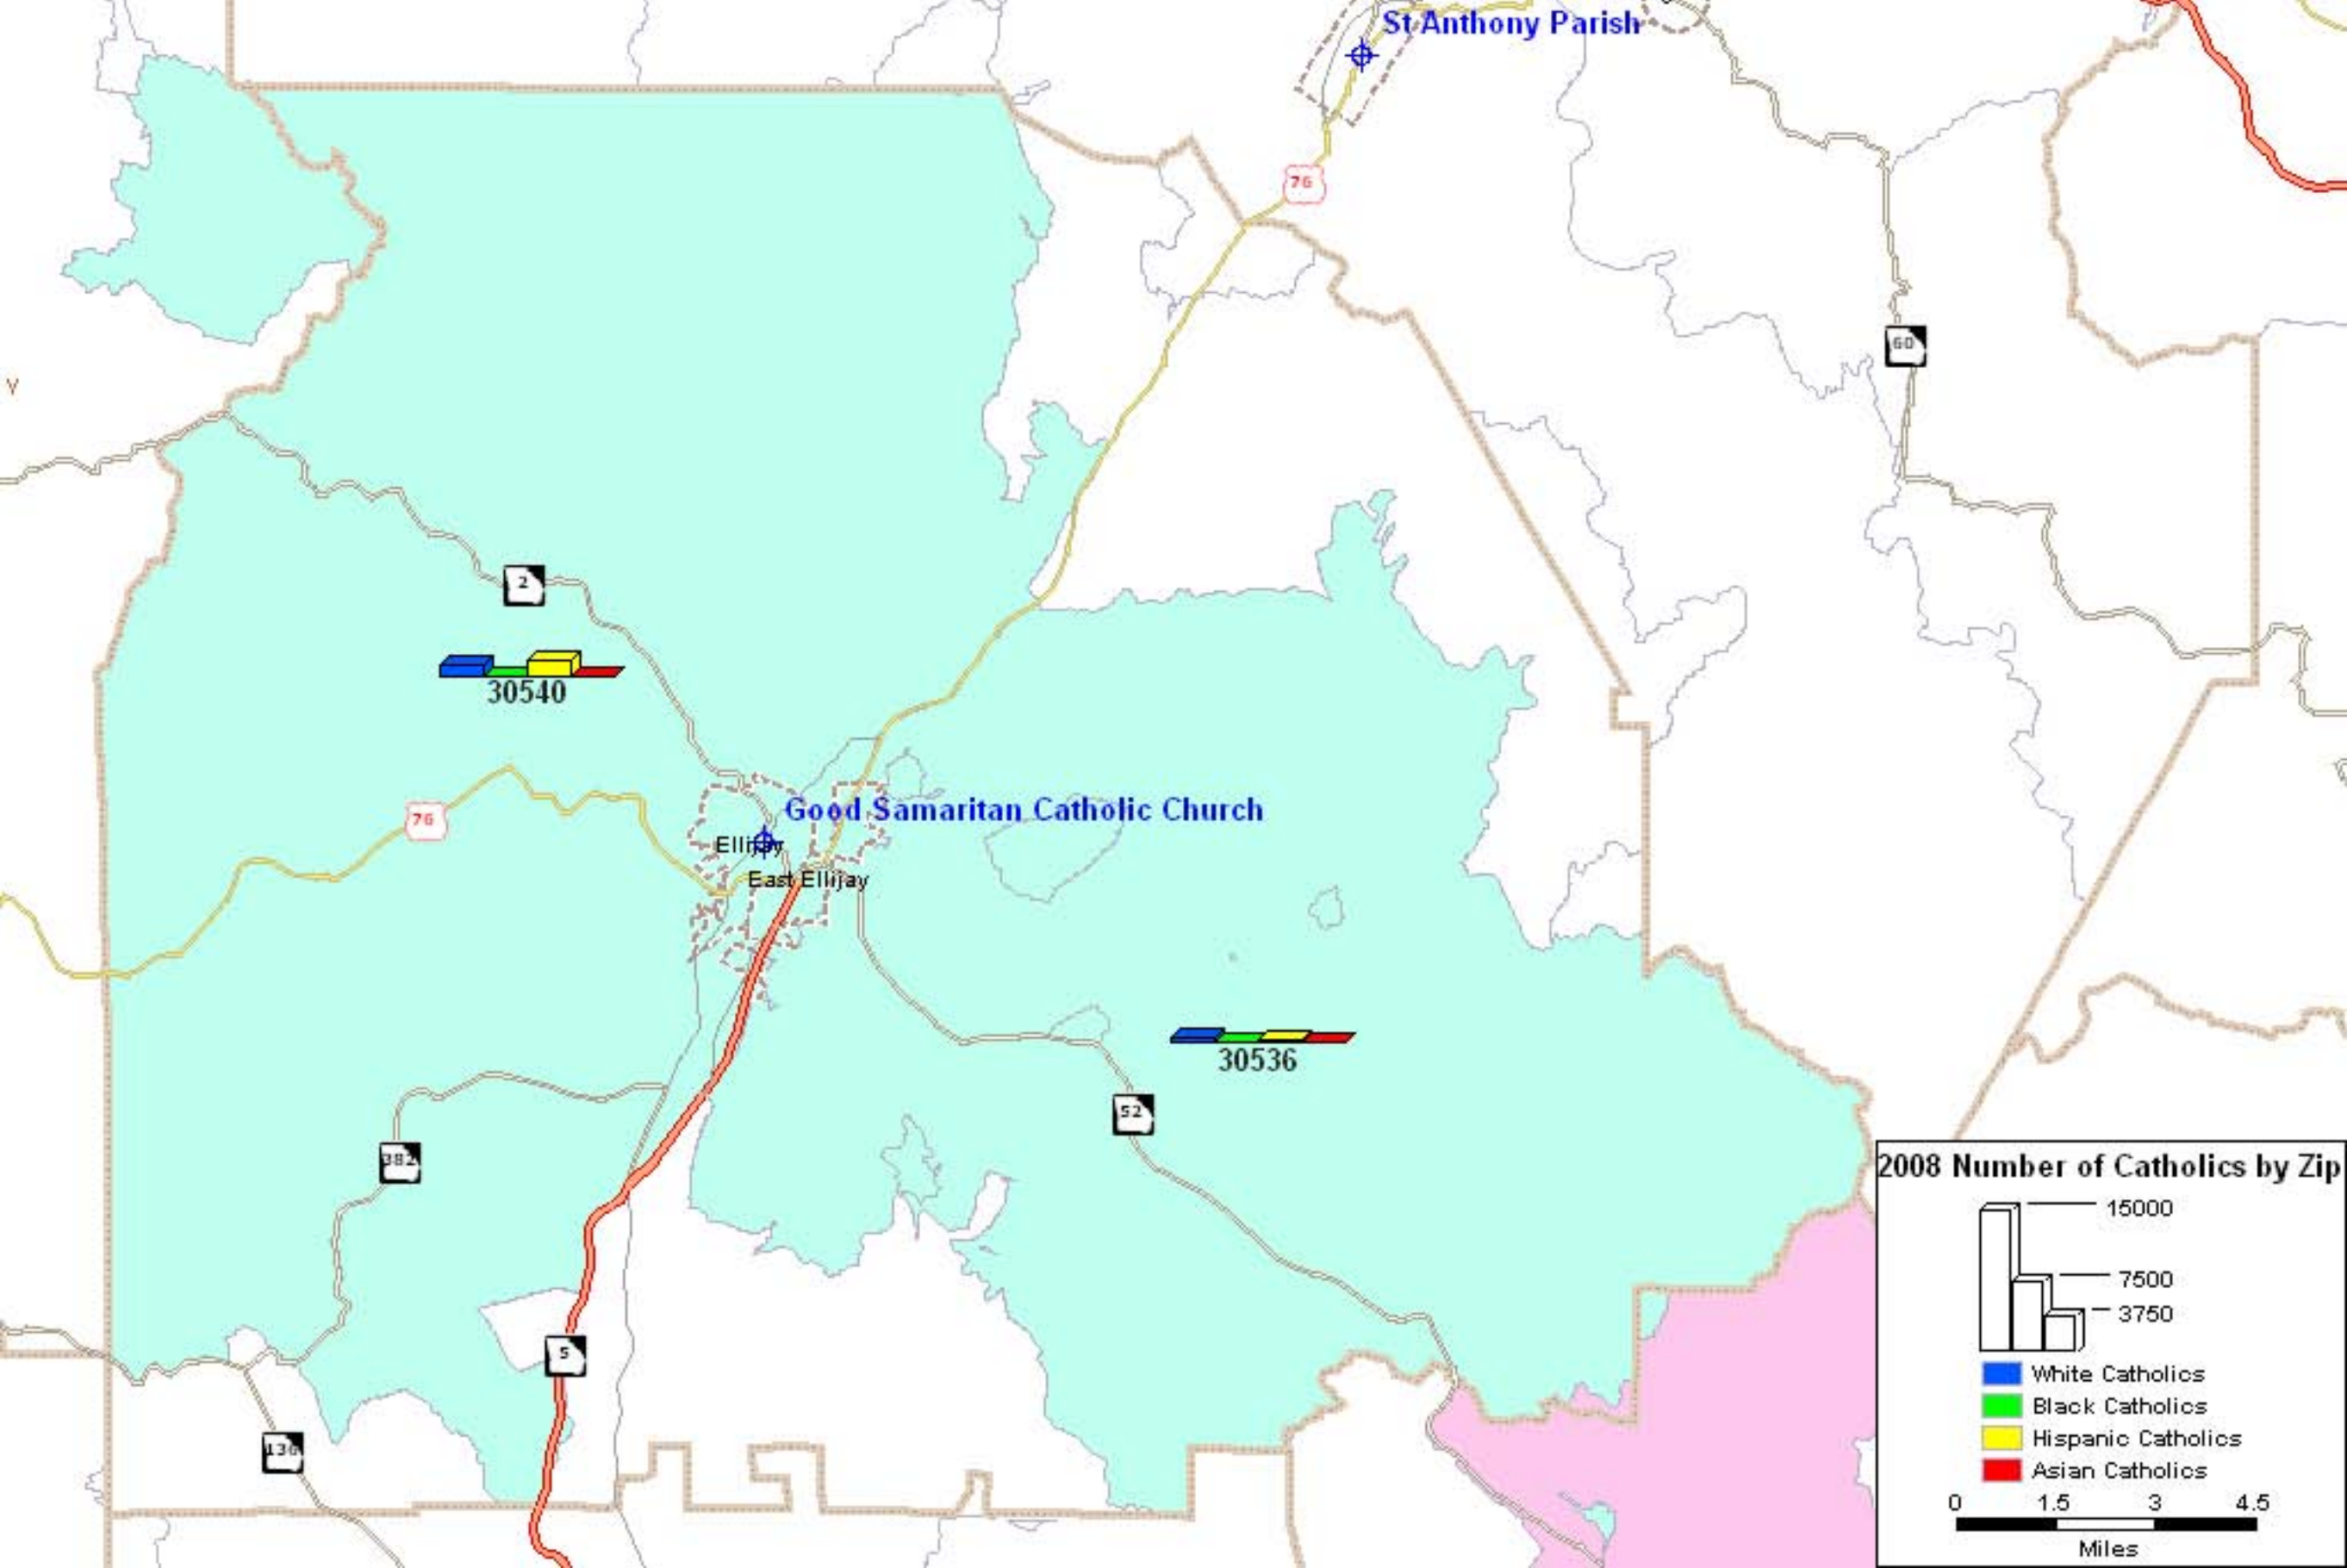 St Anthony Parish
76
60
V
2
30540
Good Samaritan Catholic Church
76
Ellijay
East Ellijay
30536
52
382
5
136
2008 Number of Catholics by Zip
15000
7500
3750
White Catholics
Black Catholics
Hispanic Catholics
Asian Catholics
0 1.5 3 4.5
Miles